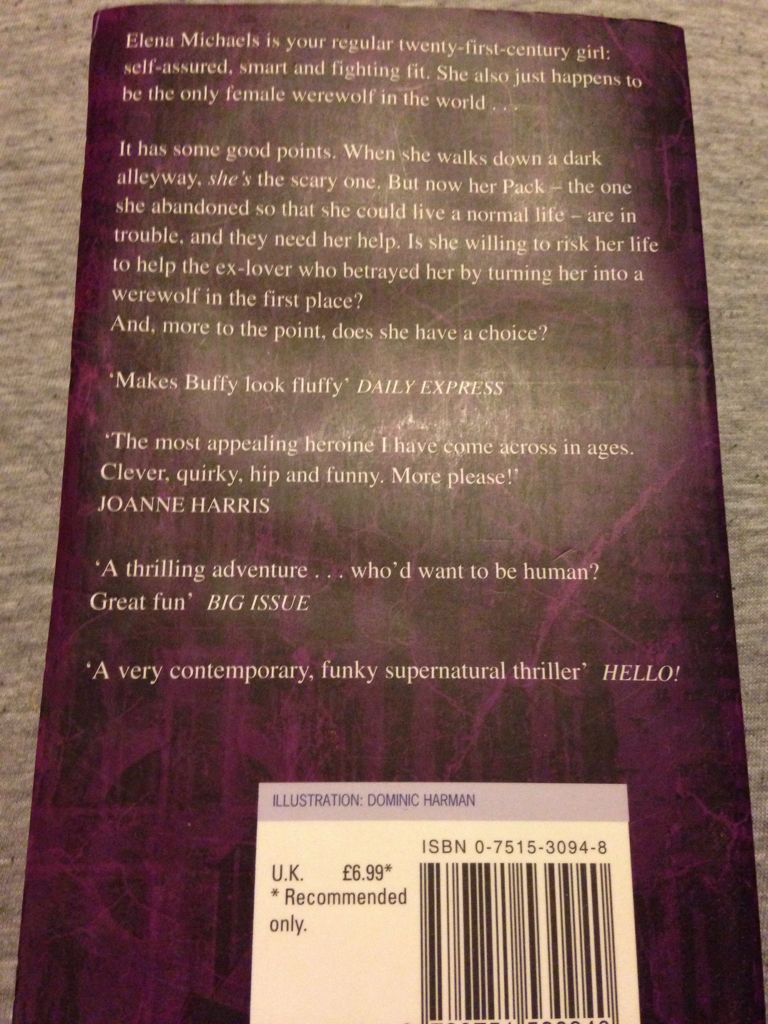 Elena Michaels is your regular twenty-first-century girl:
self-assured, smart and fighting fit. She also just happens to
be the only female werewolf in the world . . .
It has some good points. When she walks down a dark
alleyway, she's the scary one. But now her Pack – the one
she abandoned so that she could live a normal life – are in
trouble, and they need her help. Is she willing to risk her life
to help the ex-lover who betrayed her by turning her into a
werewolf in the first place?
And, more to the point, does she have a choice?
'Makes Buffy look fluffy' DAILY EXPRESS
'The most appealing heroine I have come across in ages.
Clever, quirky, hip and funny. More please!'
JOANNE HARRIS
'A thrilling adventure . . . who'd want to be human?
Great fun' BIG ISSUE
'A very contemporary, funky supernatural thriller' HELLO!
ILLUSTRATION: DOMINIC HARMAN
ISBN 0-7515-3094-8
U.K. £6.99*
* Recommended
only.